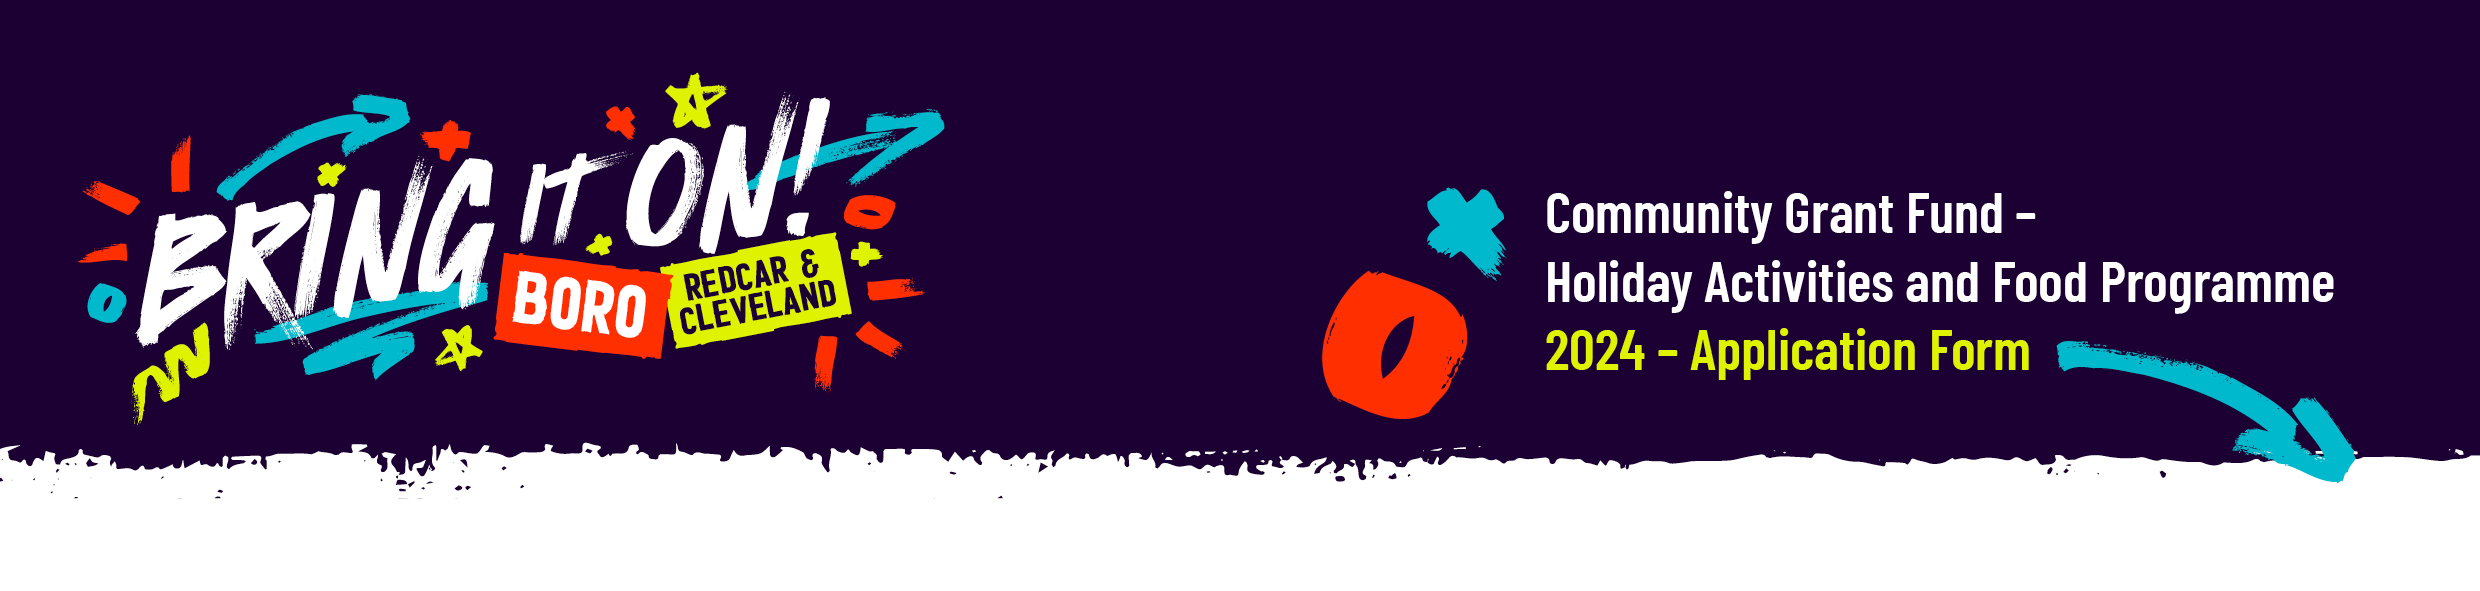 BRING IT ON!
BORO
REDCAR &
CLEVELAND
Community Grant Fund –
Holiday Activities and Food Programme
2024 – Application Form